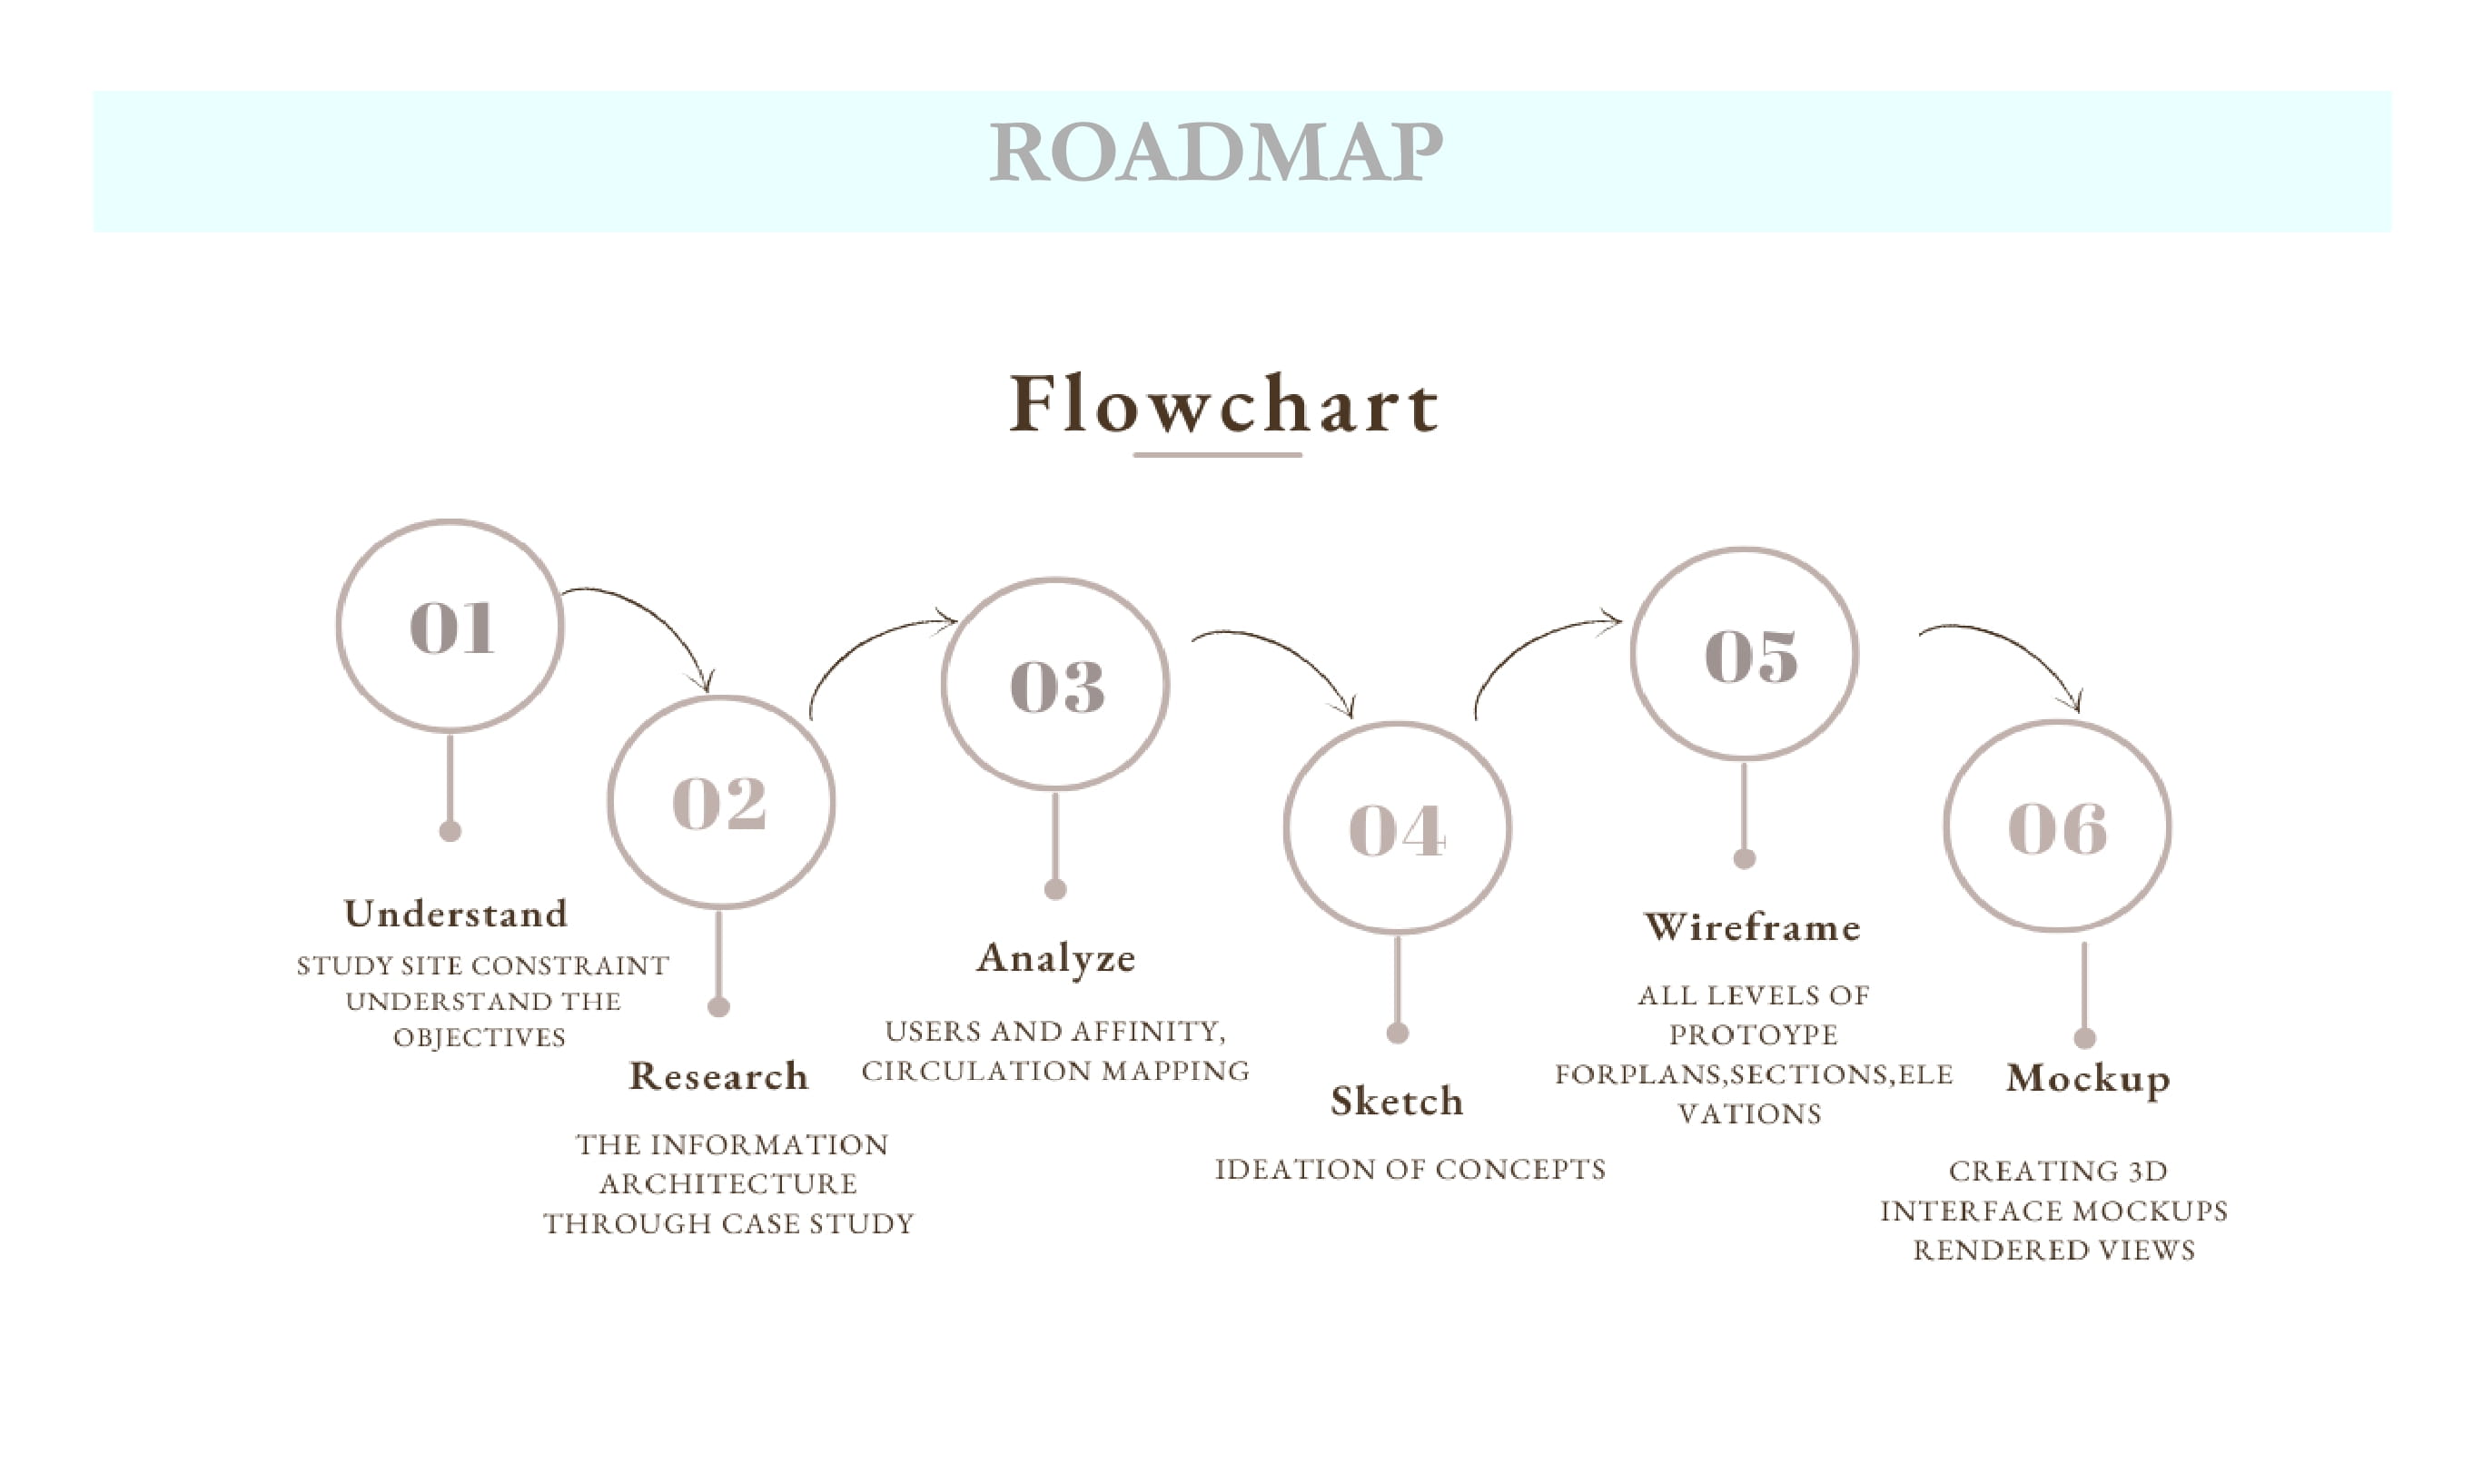 ROADMAP
Flowchart
01
Understand
STUDY SITE CONSTRAINT
UNDERSTAND THE
OBJECTIVES
02
Research
THE INFORMATION
ARCHITECTURE
THROUGH CASE STUDY
03
Analyze
USERS AND AFFINITY,
CIRCULATION MAPPING
04
Sketch
IDEATION OF CONCEPTS
05
Wireframe
ALL LEVELS OF
PROTOYPE
FORPLANS,SECTIONS,ELE
VATIONS
06
Mockup
CREATING 3D
INTERFACE MOCKUPS
RENDERED VIEWS